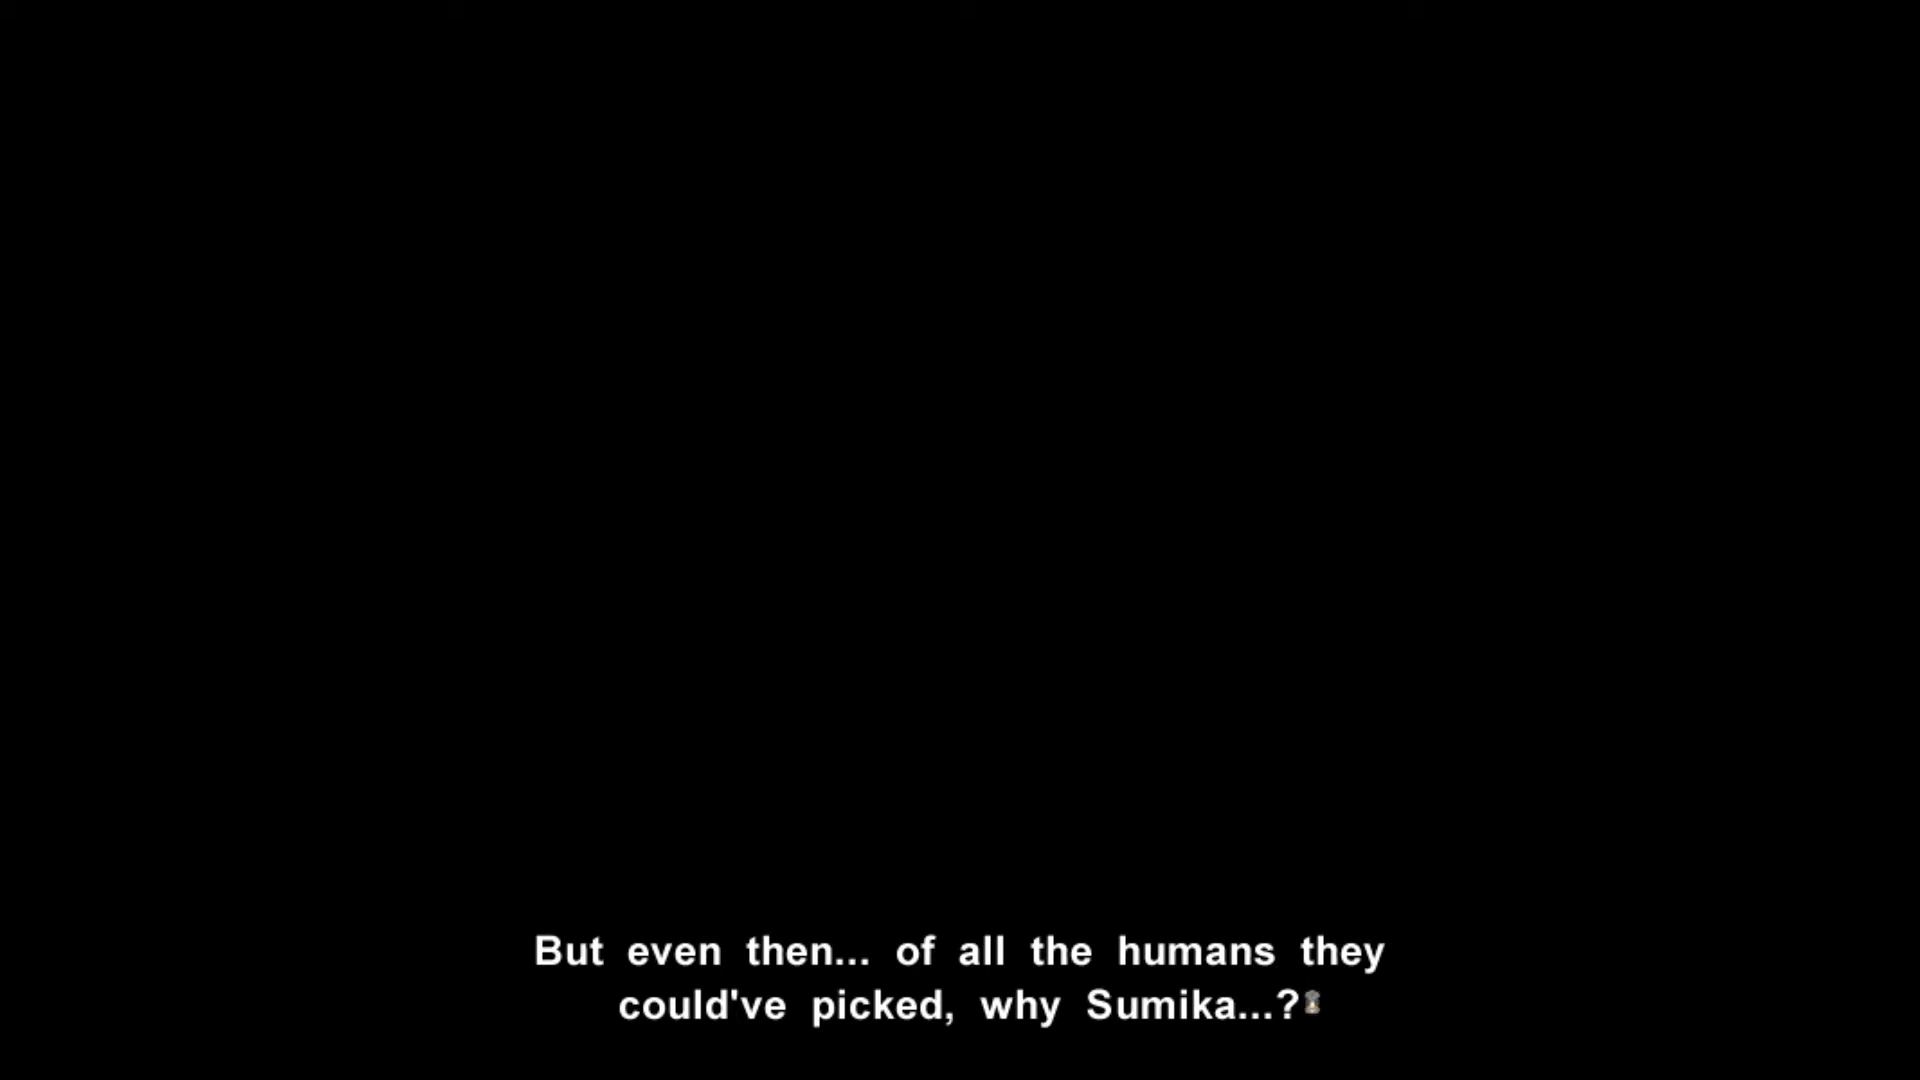 But even then... of all the humans they
could've picked, why Sumika...?